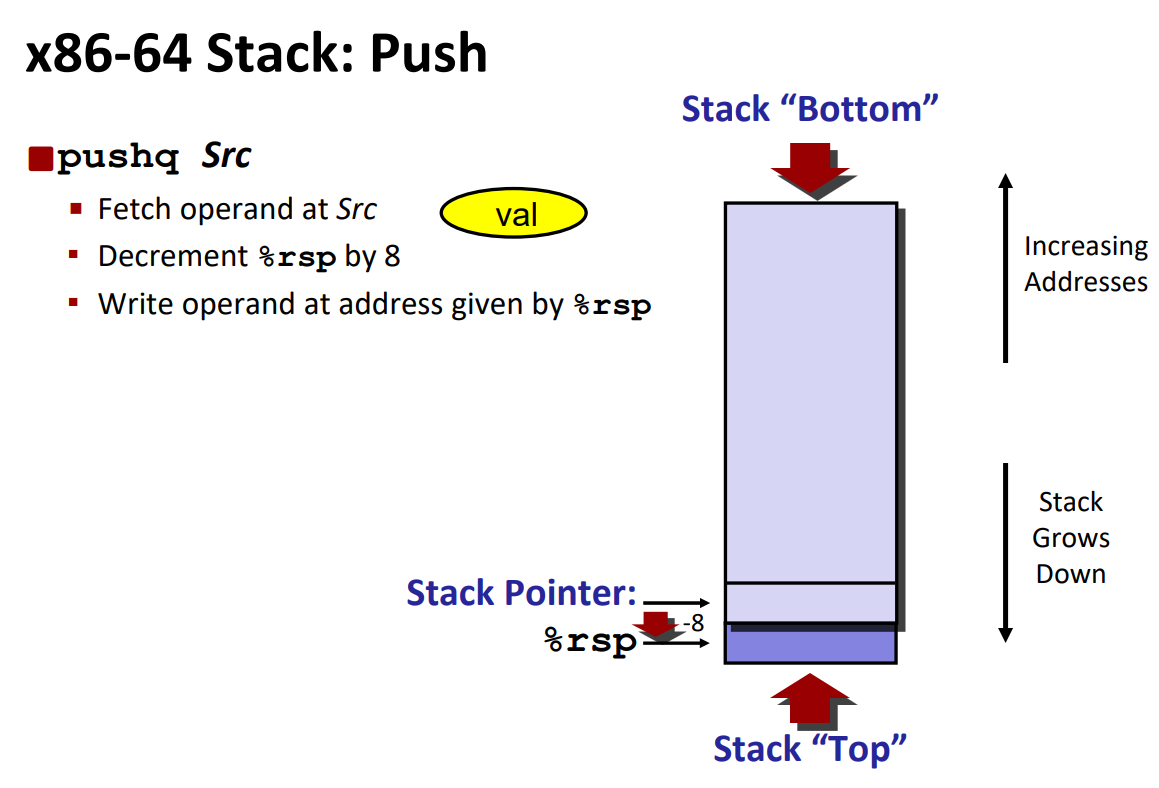 x86-64 Stack: Push
pushq Src
Fetch operand at Src
val
Decrement %rsp by 8
Write operand at address given by %rsp
Stack “Bottom”
Increasing
Addresses
Stack
Grows
Down
Stack Pointer:
-8
%rsp
Stack “Top”